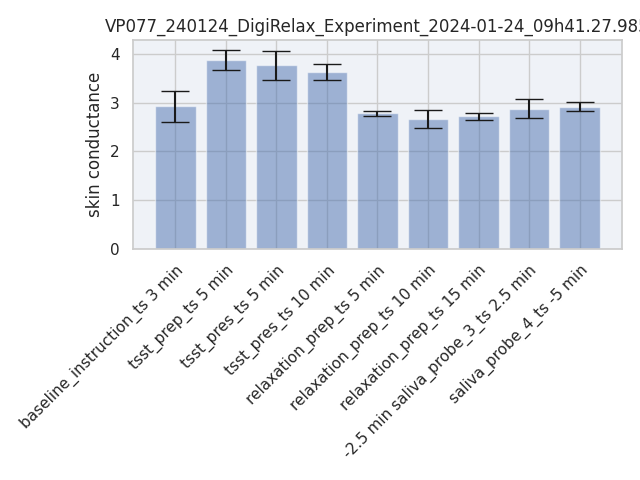 VP077_240124_DigiRelax_Experiment_2024-01-24_09h41.27.98
skin conductance
4
3
2
1
0
baseline_instruction_ts 3 min
tsst_prep_ts 5 min
tsst_pres_ts 5 min
tsst_pres_ts 10 min
relaxation_prep_ts 5 min
relaxation_prep_ts 10 min
relaxation_prep_ts 15 min
-2.5 min saliva_probe_3_ts 2.5 min
saliva_probe_4_ts -5 min